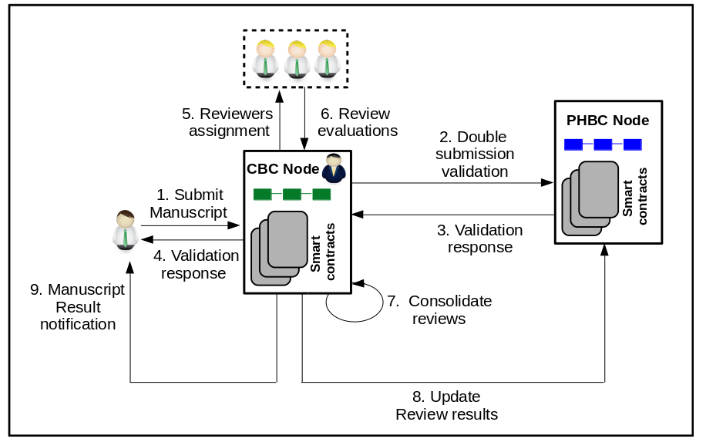 5. Reviewers
assignment
6. Review
evaluations
PHBC Node
2. Double
submission
validation
CBC Node
Smart
contracts
1. Submit
Manuscript
3. Validation
response
4. Validation
response
Smart
contracts
9. Manuscript
Result
notification
7. Consolidate
reviews
8. Update
Review results